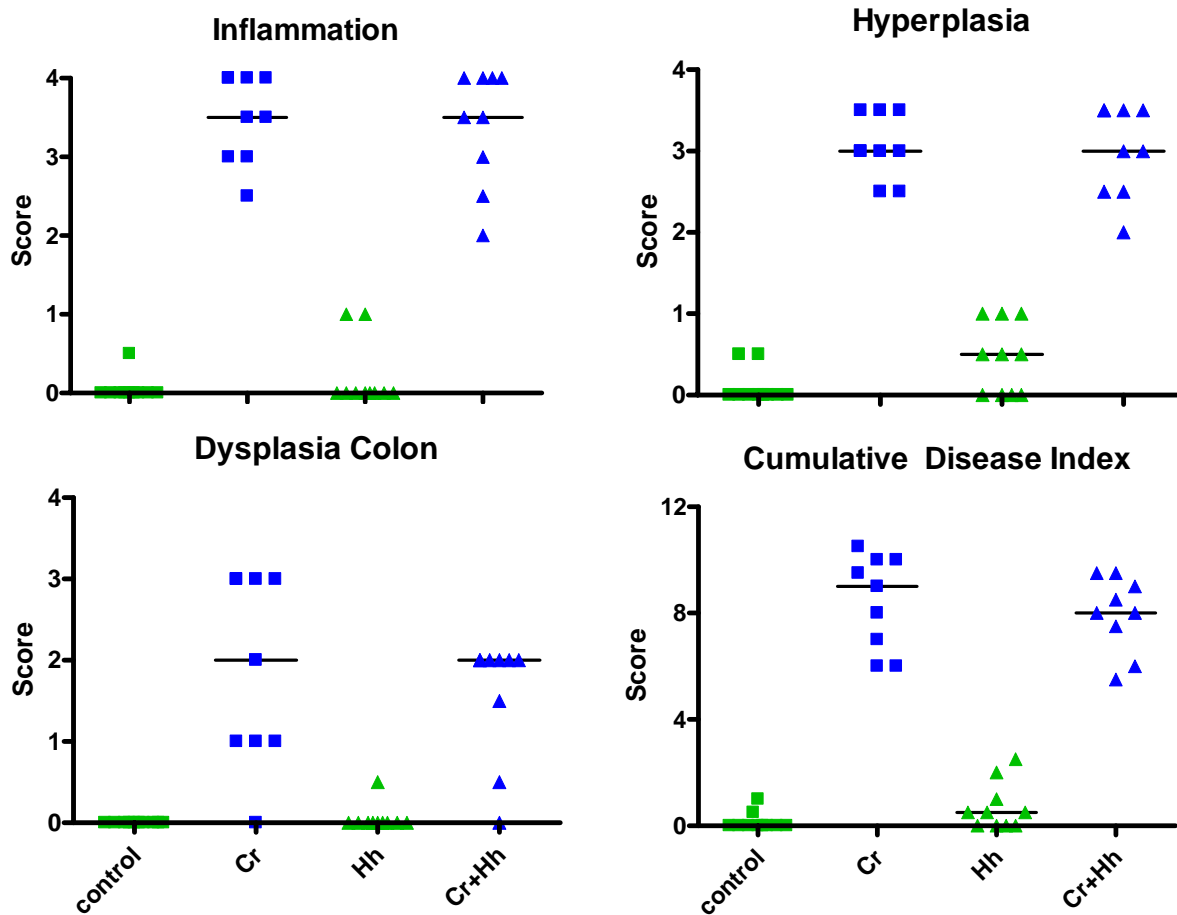 Inflammation
4
3
2
1
0
Score
Hyperplasia
4
3
2
1
0
Score
Dysplasia Colon
4
3
2
1
0
Score
control
Cr
Hh
Cr+Hh
Cumulative Disease Index
12
8
4
0
Score
control
Cr
Hh
Cr+Hh